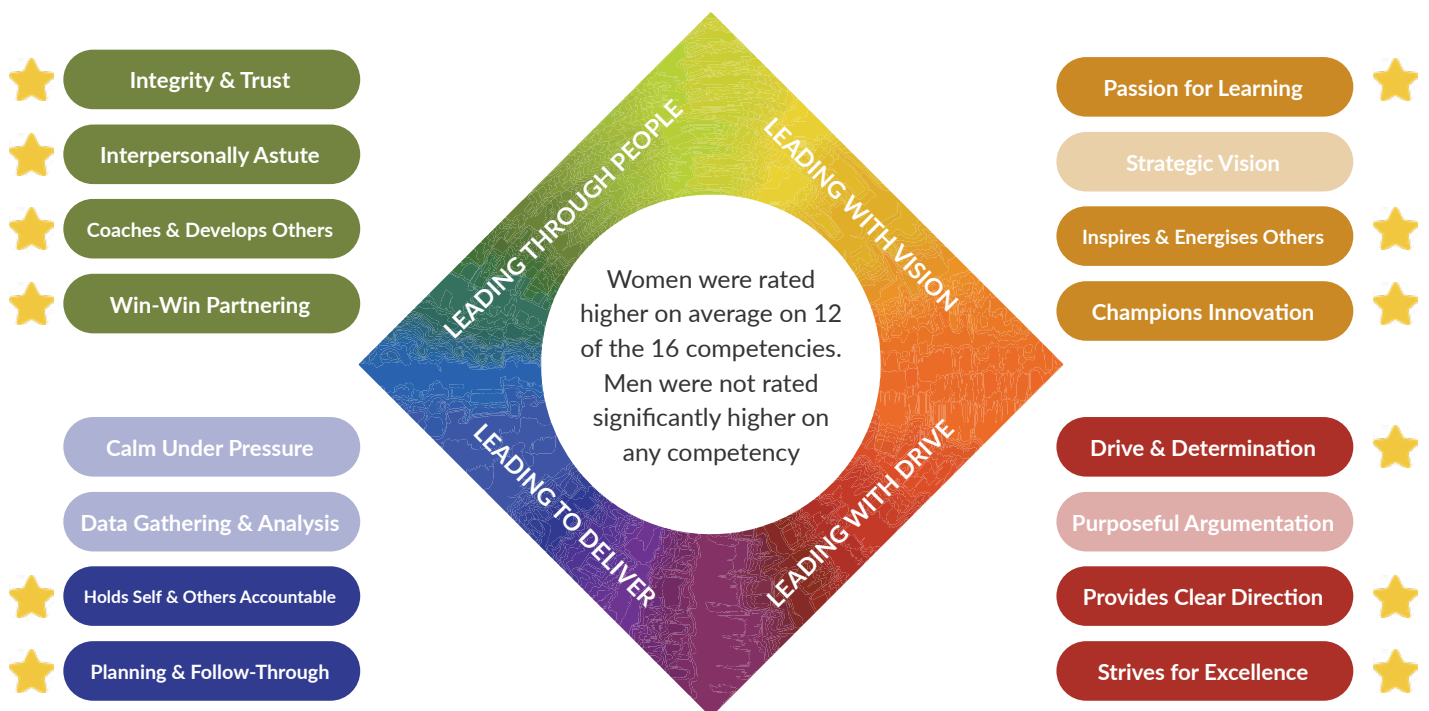 Integrity & Trust
Interpersonally Astute
Coaches & Develops Others
Win-Win Partnering
Calm Under Pressure
Data Gathering & Analysis
Holds Self & Others Accountable
Planning & Follow-Through
LEADING THROUGH PEOPLE
LEADING WITH VISION
Women were rated
higher on average on 12
of the 16 competencies.
Men were not rated
significantly higher on
any competency
LEADING TO DELIVER
LEADING WITH DRIVE
Passion for Learning
Strategic Vision
Inspires & Energises Others
Champions Innovation
Drive & Determination
Purposeful Argumentation
Provides Clear Direction
Strives for Excellence